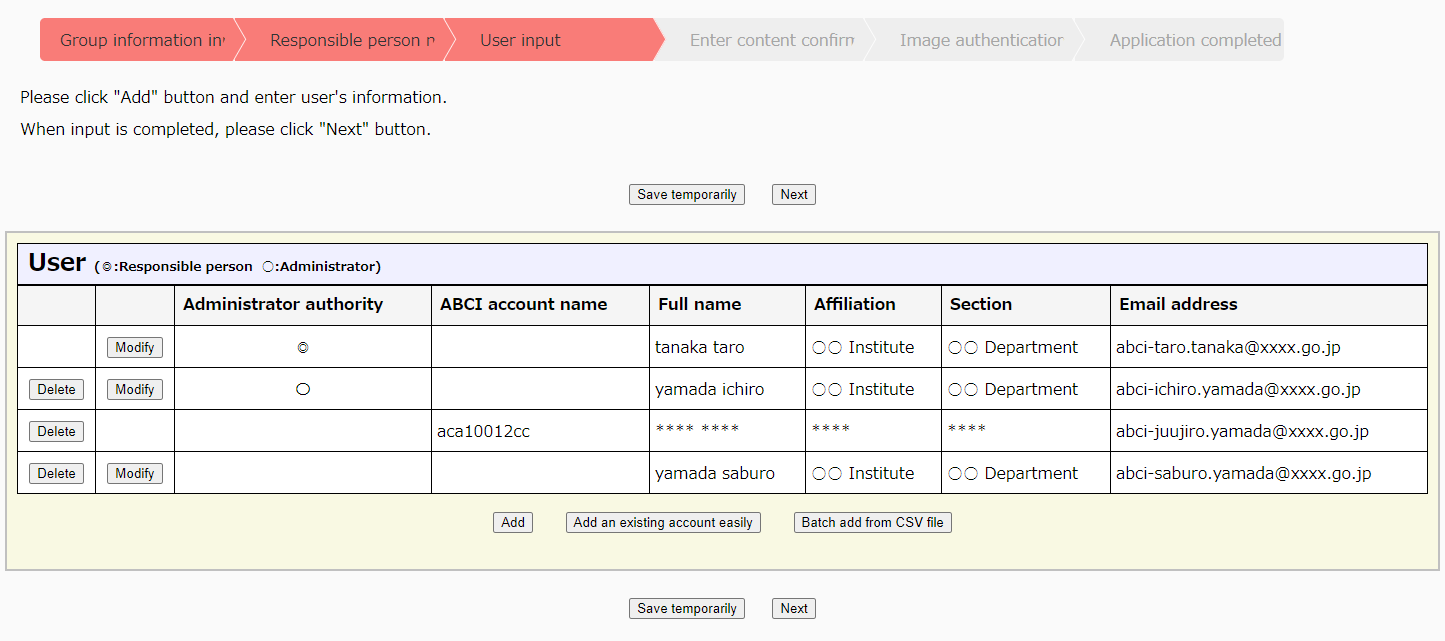 Group information in Responsible person r User input Enter content confirm Image authentication Application completed
Please click "Add" button and enter user's information.
When input is completed, please click "Next" button.
Save temporarily Next
User (◎:Responsible person ○:Administrator)
Administrator authority ABCI account name Full name Affiliation Section Email address
Modify ◎ tanaka taro ○○ Institute ○○ Department abci-taro.tanaka@xxxx.go.jp
Delete Modify ○ yamada ichiro ○○ Institute ○○ Department abci-ichiro.yamada@xxxx.go.jp
Delete aca10012cc **** **** **** **** abci-juujiro.yamada@xxxx.go.jp
Delete Modify yamada saburo ○○ Institute ○○ Department abci-saburo.yamada@xxxx.go.jp
Add Add an existing account easily Batch add from CSV file
Save temporarily Next